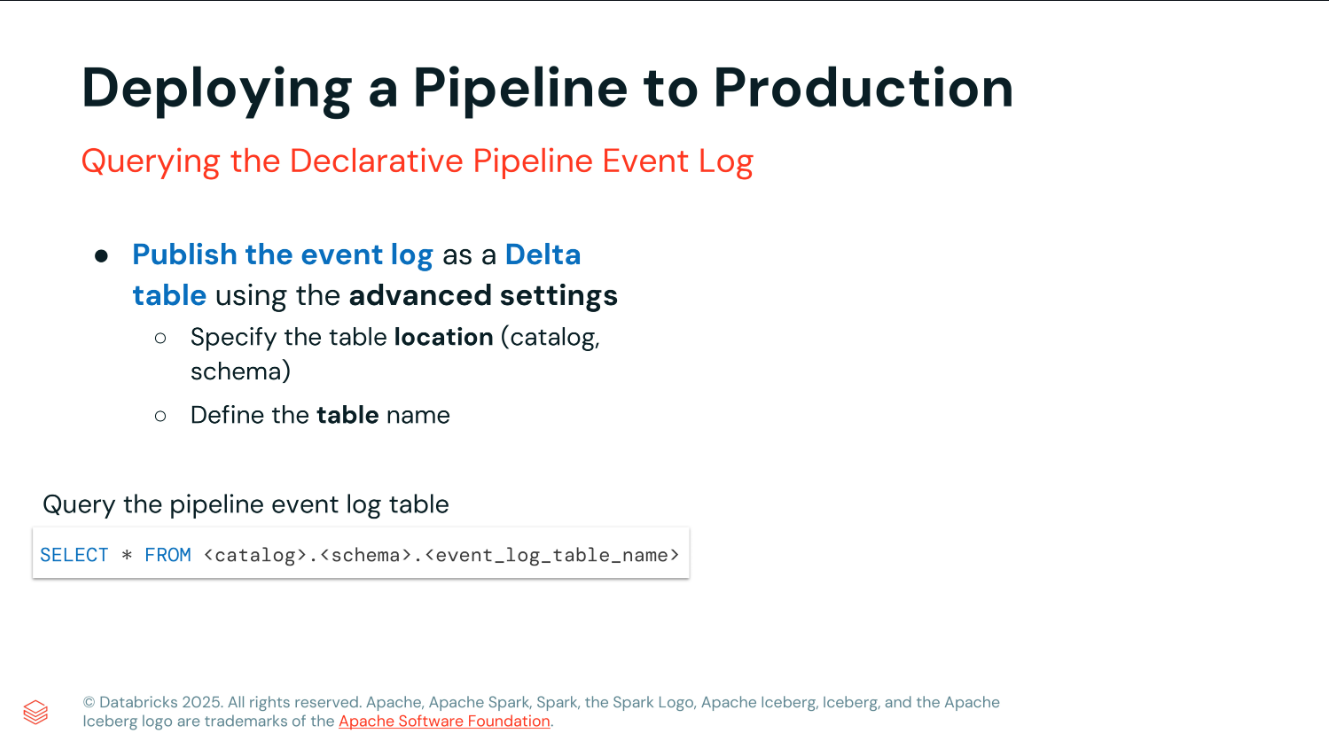 Deploying a Pipeline to Production
Querying the Declarative Pipeline Event Log
● Publish the event log as a Delta
table using the advanced settings
○ Specify the table location (catalog,
schema)
○ Define the table name
Query the pipeline event log table
SELECT * FROM <catalog>.<schema>.<event_log_table_name>
© Databricks 2025. All rights reserved. Apache, Apache Spark, Spark, the Spark Logo, Apache Iceberg, Iceberg, and the Apache
Iceberg logo are trademarks of the Apache Software Foundation.